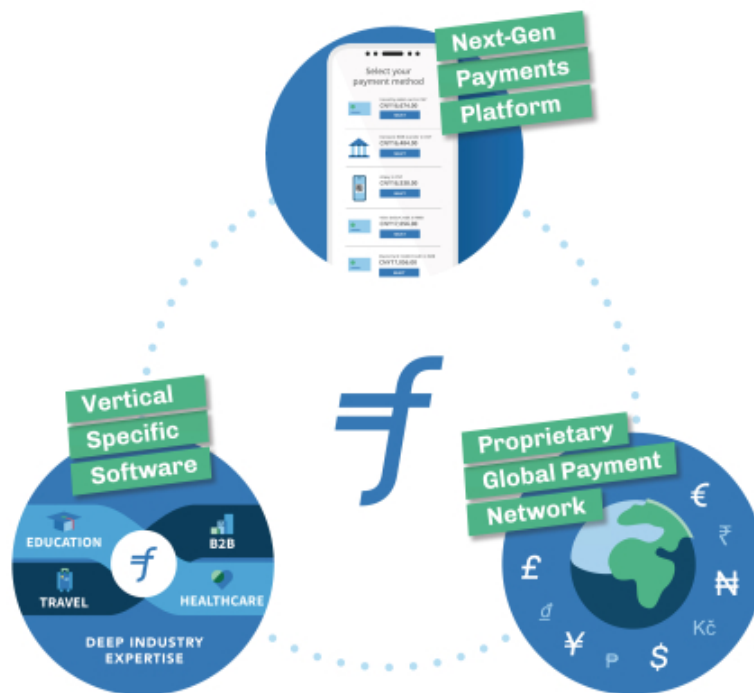 Next-Gen
Payments
Platform
Select your
payment method
Vertical
Specific
Software
EDUCATION
B2B
TRAVEL
HEALTHCARE
DEEP INDUSTRY
EXPERTISE
Proprietary
Global Payment
Network
€
₹
£
₦
₫
Kč
¥
₱
$